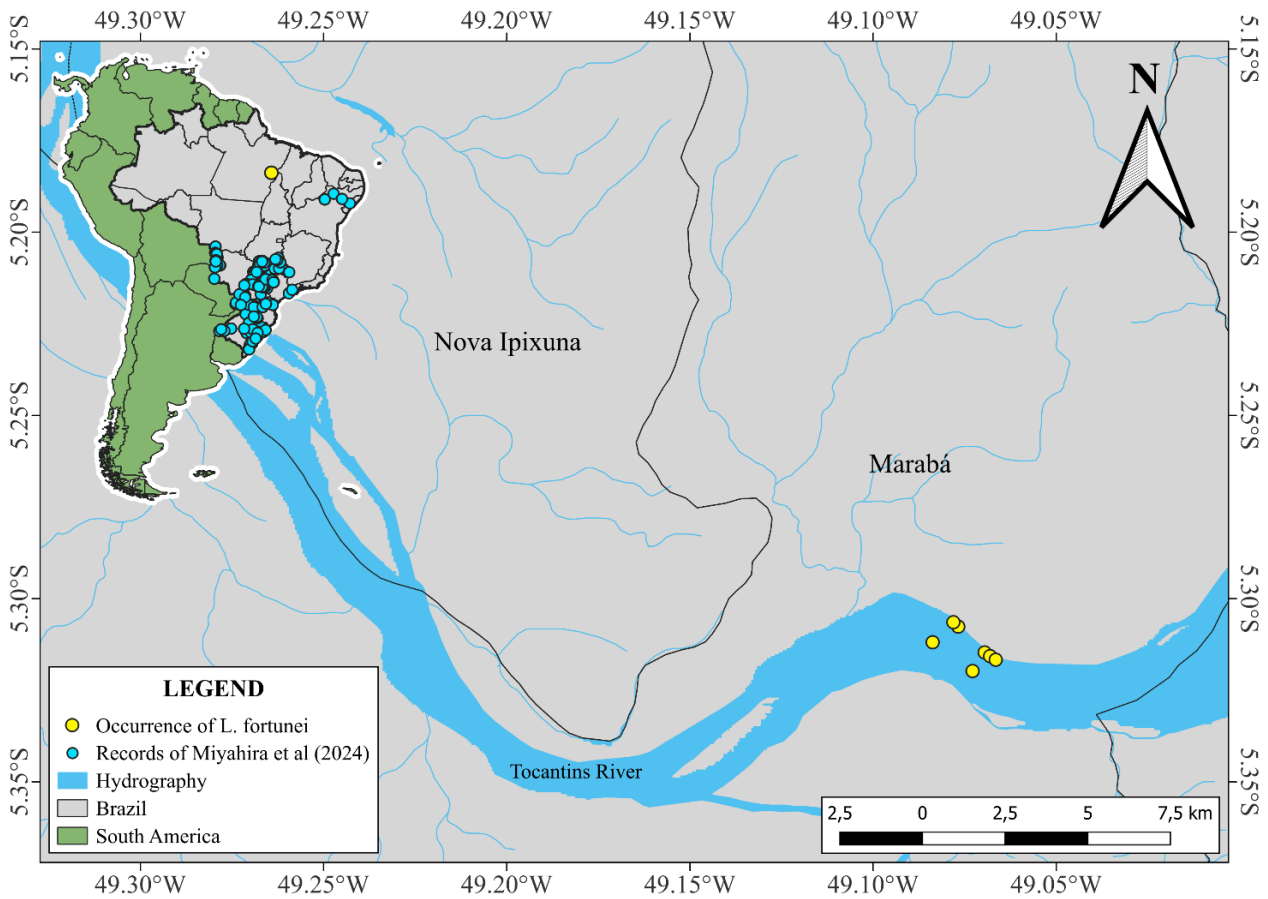 49.30°W 49.25°W 49.20°W 49.15°W 49.10°W 49.05°W
5.15°S 5.15°S
N
5.20°S 5.20°S
Nova Ipixuna
5.25°S 5.25°S
Marabá
5.30°S 5.30°S
LEGEND
Occurrence of L. fortunei
Records of Miyahira et al (2024)
Hydrography
Brazil
South America
Tocantins River
5.35°S 5.35°S
2,5 0 2,5 5 7,5 km
49.30°W 49.25°W 49.20°W 49.15°W 49.10°W 49.05°W